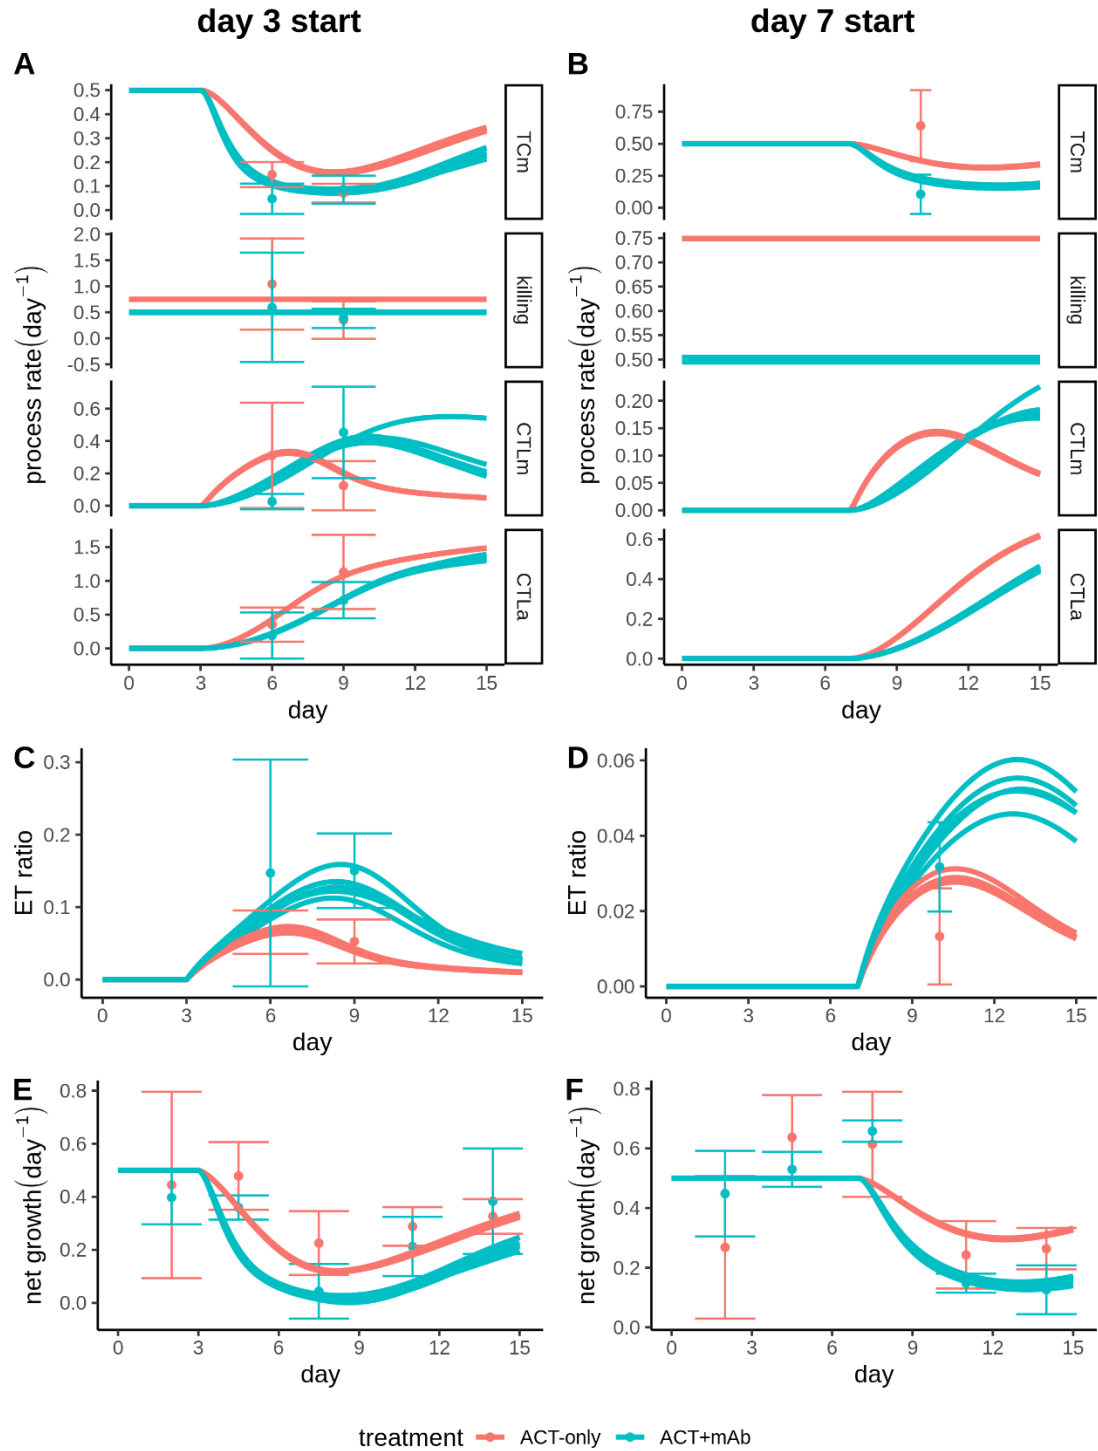 day 3 start
day 7 start
A
B
process rate(day⁻¹)
0.5
0.4
0.3
0.2
0.1
0.0
TCm
2.0
1.5
1.0
0.5
0.0
-0.5
killing
0.6
0.4
0.2
0.0
CTLm
1.5
1.0
0.5
0.0
CTLa
0 3 6 9 12 15
day
process rate(day⁻¹)
0.75
0.50
0.25
0.00
TCm
0.75
0.70
0.65
0.60
0.55
0.50
killing
0.20
0.15
0.10
0.05
0.00
CTLm
0.6
0.4
0.2
0.0
CTLa
0 3 6 9 12 15
day
C
ET ratio
0.3
0.2
0.1
0.0
0 3 6 9 12 15
day
D
ET ratio
0.06
0.04
0.02
0.00
0 3 6 9 12 15
day
E
net growth(day⁻¹)
0.8
0.6
0.4
0.2
0.0
0 3 6 9 12 15
day
F
net growth(day⁻¹)
0.8
0.6
0.4
0.2
0.0
0 3 6 9 12 15
day
treatment ACT-only ACT+mAb